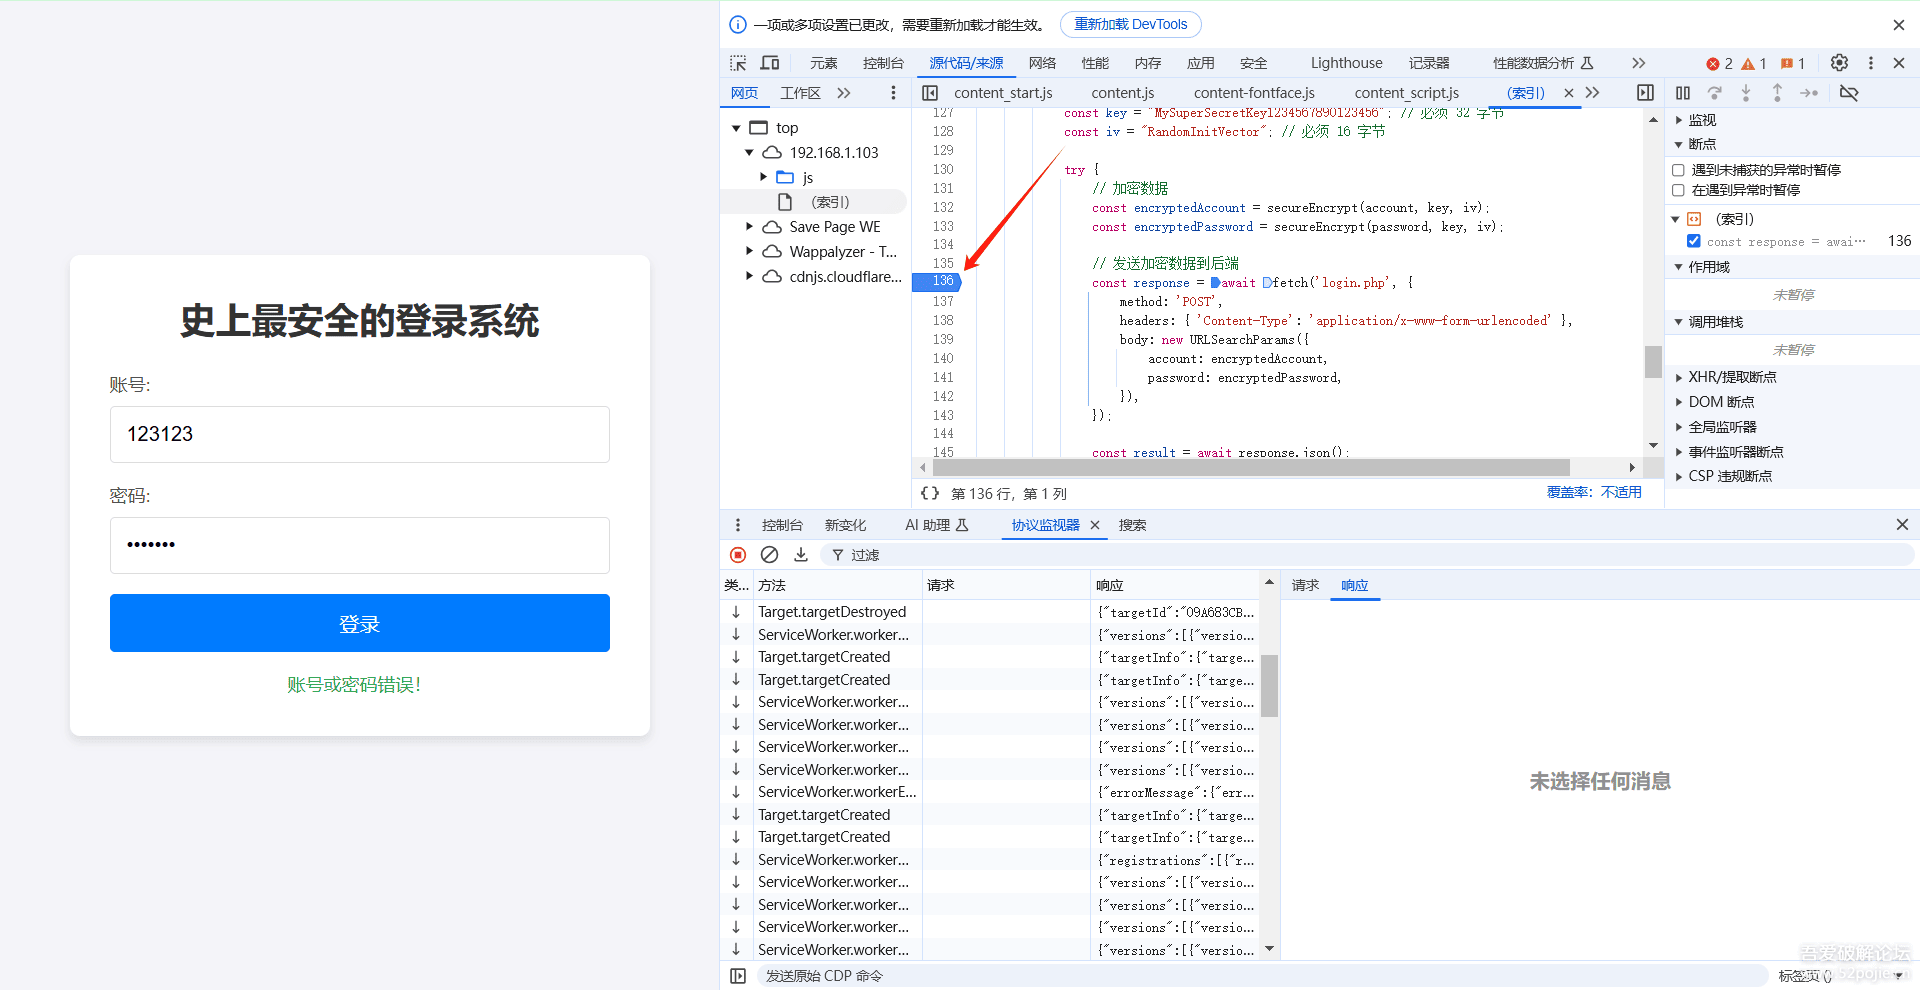 史上最安全的登录系统
账号:
123123
密码:
•••••••
登录
账号或密码错误!
一项或多项设置已更改，需要重新加载才能生效。 重新加载 DevTools
元素 控制台 源代码/来源 网络 性能 内存 应用 安全 Lighthouse 记录器 性能数据分析 2 1 1
网页 工作区
top
192.168.1.103
js
(索引)
Save Page WE
Wappalyzer - T...
cdnjs.cloudflare...
content_start.js content.js content-fontface.js content_script.js (索引)
127 const key = "MySuperSecretKey1234567890123456"; // 必须 32 字节
128 const iv = "RandomInitVector"; // 必须 16 字节
129
130 try {
131 // 加密数据
132 const encryptedAccount = secureEncrypt(account, key, iv);
133 const encryptedPassword = secureEncrypt(password, key, iv);
134
135 // 发送加密数据到后端
136 const response = await fetch('login.php', {
137 method: 'POST',
138 headers: { 'Content-Type': 'application/x-www-form-urlencoded' },
139 body: new URLSearchParams({
140 account: encryptedAccount,
141 password: encryptedPassword,
142 }),
143 });
144
145 const result = await response.json();
{} 第 136 行，第 1 列 覆盖率：不适用
监视
断点
遇到未捕获的异常时暂停
在遇到异常时暂停
(索引)
const response = awai… 136
作用域
未暂停
调用堆栈
未暂停
XHR/提取断点
DOM 断点
全局监听器
事件监听器断点
CSP 违规断点
控制台 新变化 AI 助理 协议监视器 搜索
过滤
类... 方法 请求 响应
Target.targetDestroyed {"targetId":"09A683CB...
ServiceWorker.worker... {"versions":[{"versio...
Target.targetCreated {"targetInfo":{"targe...
Target.targetCreated {"targetInfo":{"targe...
ServiceWorker.worker... {"versions":[{"versio...
ServiceWorker.worker... {"versions":[{"versio...
ServiceWorker.worker... {"versions":[{"versio...
ServiceWorker.worker... {"versions":[{"versio...
ServiceWorker.workerE... {"errorMessage":{"err...
Target.targetCreated {"targetInfo":{"targe...
Target.targetCreated {"targetInfo":{"targe...
ServiceWorker.worker... {"registrations":[{"r...
ServiceWorker.worker... {"versions":[{"versio...
ServiceWorker.worker... {"versions":[{"versio...
ServiceWorker.worker... {"versions":[{"versio...
ServiceWorker.worker... {"versions":[{"versio...
请求 响应
未选择任何消息
发送原始 CDP 命令
标签页
吾爱破解论坛
www.52pojie.cn